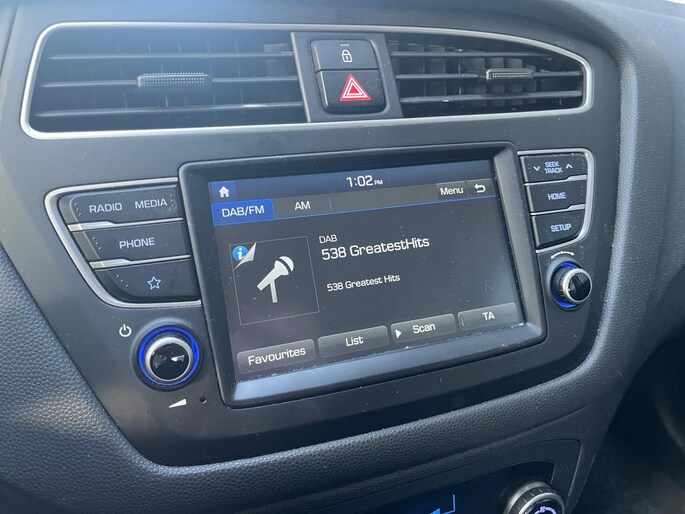 1:02 PM
Menu
DAB/FM
AM
DAB
538 GreatestHits
538 Greatest Hits
Favourites
List
Scan
TA
RADIO
MEDIA
PHONE
SEEK
TRACK
HOME
SETUP